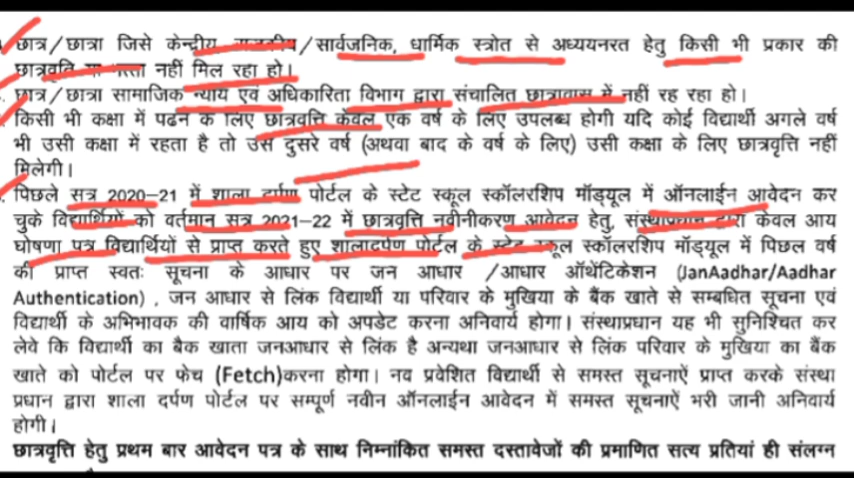 छात्र/छात्रा जिसे केन्द्रीय, राजकीय/सार्वजनिक, धार्मिक स्त्रोत से अध्ययनरत हेतु किसी भी प्रकार की
छात्रवृति या भत्ता नहीं मिल रहा हो।
छात्र/छात्रा सामाजिक न्याय एवं अधिकारिता विभाग द्वारा संचालित छात्रावास में नहीं रह रहा हो।
किसी भी कक्षा में पढने के लिए छात्रवृत्ति केवल एक वर्ष के लिए उपलब्ध होगी यदि कोई विद्यार्थी अगले वर्ष
भी उसी कक्षा में रहता है तो उसे दुसरे वर्ष (अथवा बाद के वर्ष के लिए) उसी कक्षा के लिए छात्रवृत्ति नहीं
मिलेगी।
पिछले सत्र 2020–21 में शाला दर्पण पोर्टल के स्टेट स्कूल स्कॉलरशिप मॉड्यूल में ऑनलाईन आवेदन कर
चुके विद्यार्थियों को वर्तमान सत्र 2021–22 में छात्रवृत्ति नवीनीकरण आवेदन हेतु, संस्थाप्रधान द्वारा केवल आय
घोषणा पत्र विद्यार्थियों से प्राप्त करते हुए शालादर्पण पोर्टल के स्टेट स्कूल स्कॉलरशिप मॉड्यूल में पिछल वर्ष
की प्राप्त स्वतः सूचना के आधार पर जन आधार /आधार ऑथेंटिकेशन (JanAadhar/Aadhar
Authentication) , जन आधार से लिंक विद्यार्थी या परिवार के मुखिया के बैंक खाते से सम्बधित सूचना एवं
विद्यार्थी के अभिभावक की वार्षिक आय को अपडेट करना अनिवार्य होगा। संस्थाप्रधान यह भी सुनिश्चित कर
लेवे कि विद्यार्थी का बैक खाता जनआधार से लिंक है अन्यथा जनआधार से लिंक परिवार के मुखिया का बैंक
खाते को पोर्टल पर फेच (Fetch)करना होगा। नव प्रवेशित विद्यार्थी से समस्त सूचनाऐं प्राप्त करके संस्था
प्रधान द्वारा शाला दर्पण पोर्टल पर सम्पूर्ण नवीन ऑनलाईन आवेदन में समस्त सूचनाऐं भरी जानी अनिवार्य
होगी।
छात्रवृत्ति हेतु प्रथम बार आवेदन पत्र के साथ निम्नांकित समस्त दस्तावेजों की प्रमाणित सत्य प्रतियां ही संलग्न